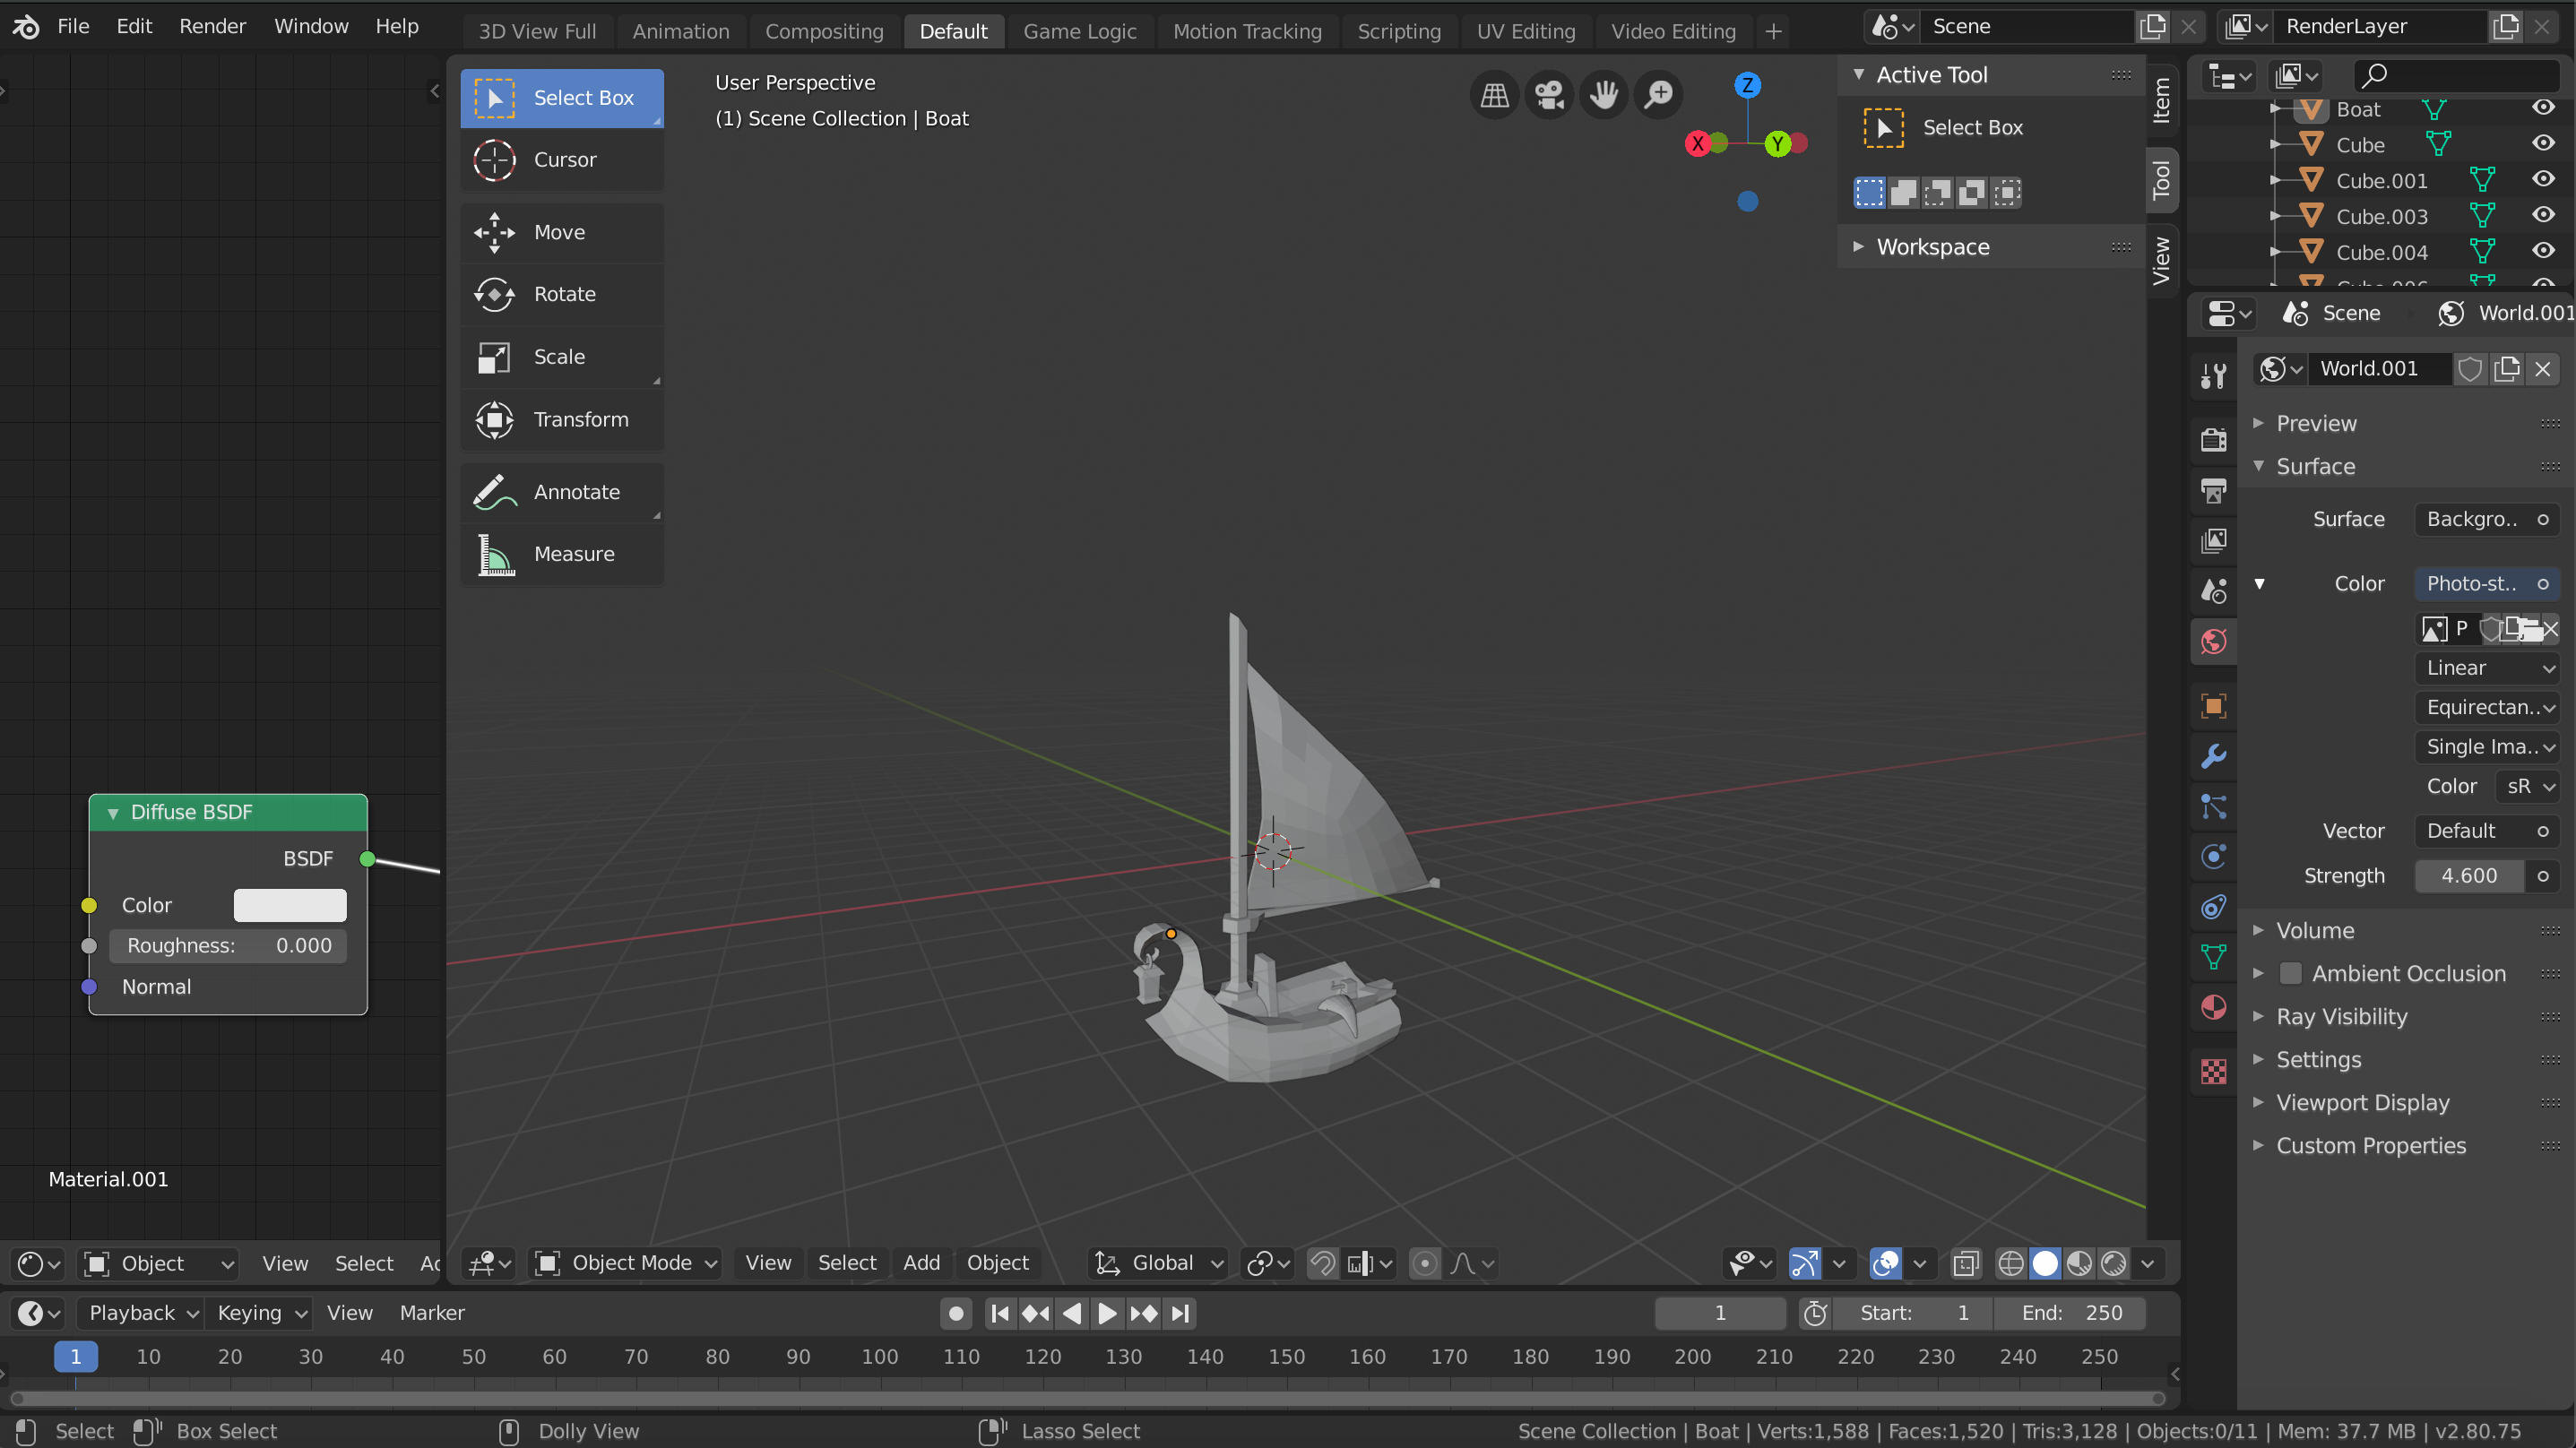 File Edit Render Window Help 3D View Full Animation Compositing Default Game Logic Motion Tracking Scripting UV Editing Video Editing Scene RenderLayer
Select Box
Cursor
Move
Rotate
Scale
Transform
Annotate
Measure
User Perspective
(1) Scene Collection | Boat
Z
X
Y
Active Tool
Select Box
Workspace
Item
Tool
View
Boat
Cube
Cube.001
Cube.003
Cube.004
Scene World.001
World.001
Preview
Surface
Surface Backgro..
Color Photo-st..
P
Linear
Equirectan..
Single Ima..
Color sR
Vector Default
Strength 4.600
Volume
Ambient Occlusion
Ray Visibility
Settings
Viewport Display
Custom Properties
Diffuse BSDF
BSDF
Color
Roughness: 0.000
Normal
Material.001
Object View Select
Object Mode View Select Add Object Global
Playback Keying View Marker 1 Start: 1 End: 250
1 10 20 30 40 50 60 70 80 90 100 110 120 130 140 150 160 170 180 190 200 210 220 230 240 250
Select Box Select Dolly View Lasso Select Scene Collection | Boat | Verts:1,588 | Faces:1,520 | Tris:3,128 | Objects:0/11 | Mem: 37.7 MB | v2.80.75